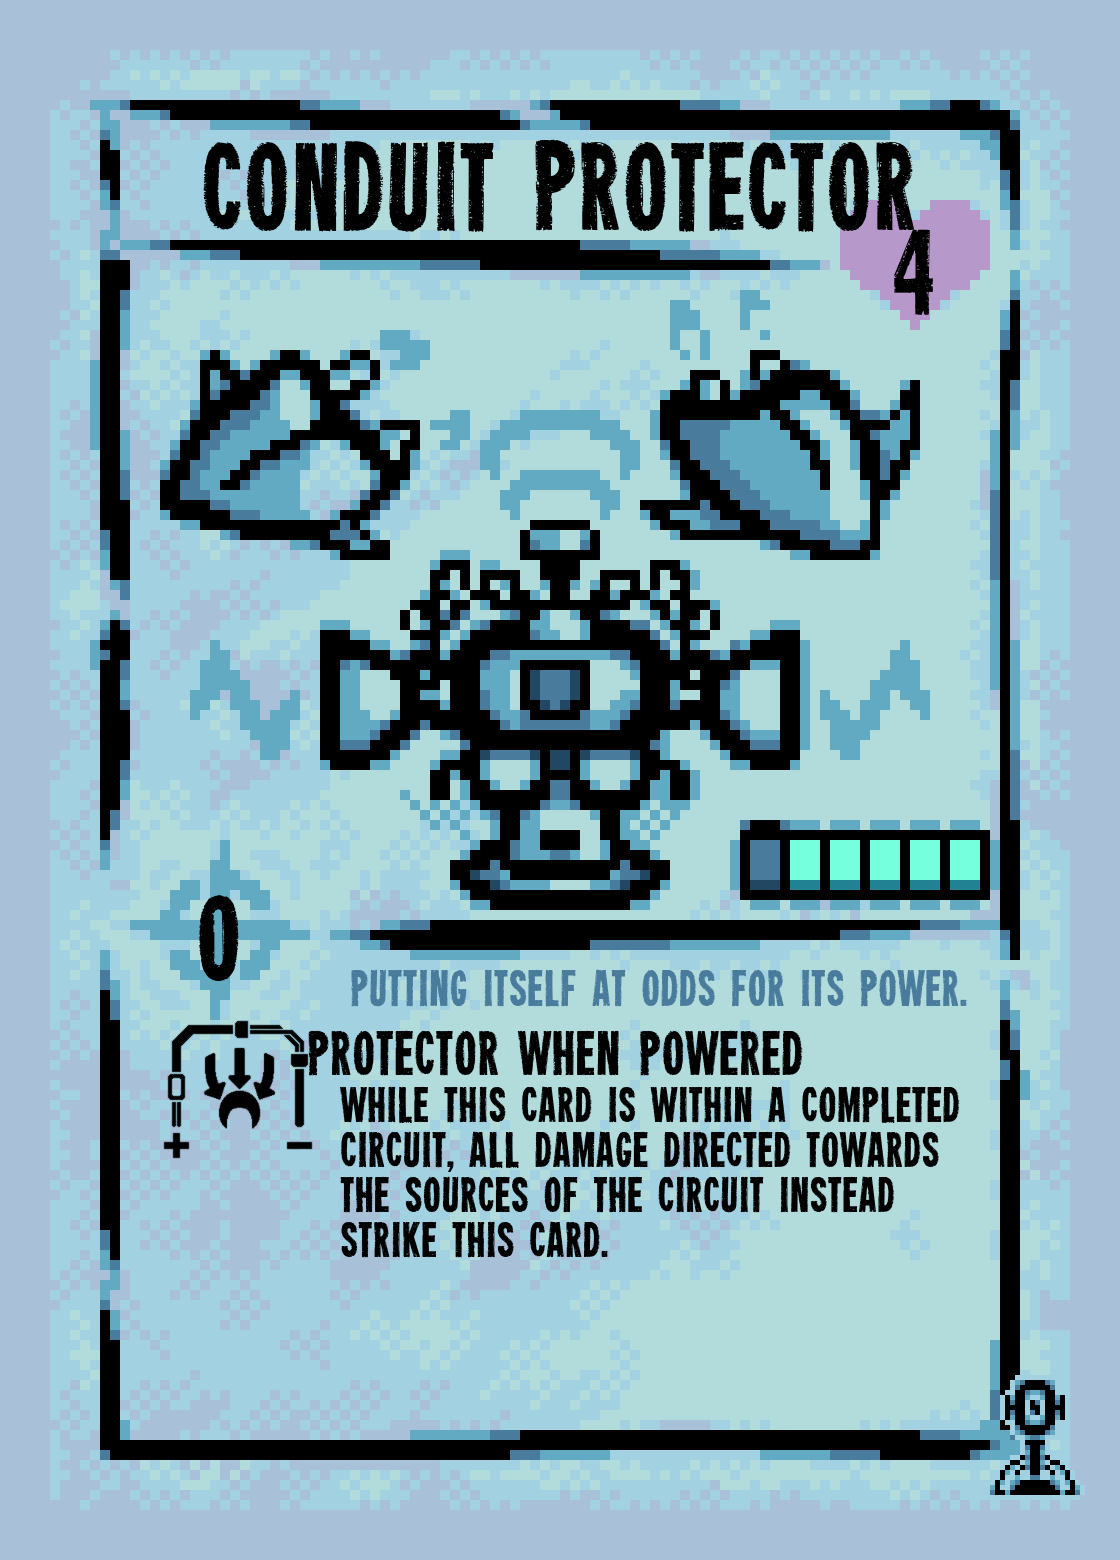 CONDUIT PROTECTOR
4
0
PUTTING ITSELF AT ODDS FOR ITS POWER.
PROTECTOR WHEN POWERED
WHILE THIS CARD IS WITHIN A COMPLETED
CIRCUIT, ALL DAMAGE DIRECTED TOWARDS
THE SOURCES OF THE CIRCUIT INSTEAD
STRIKE THIS CARD.
+ −